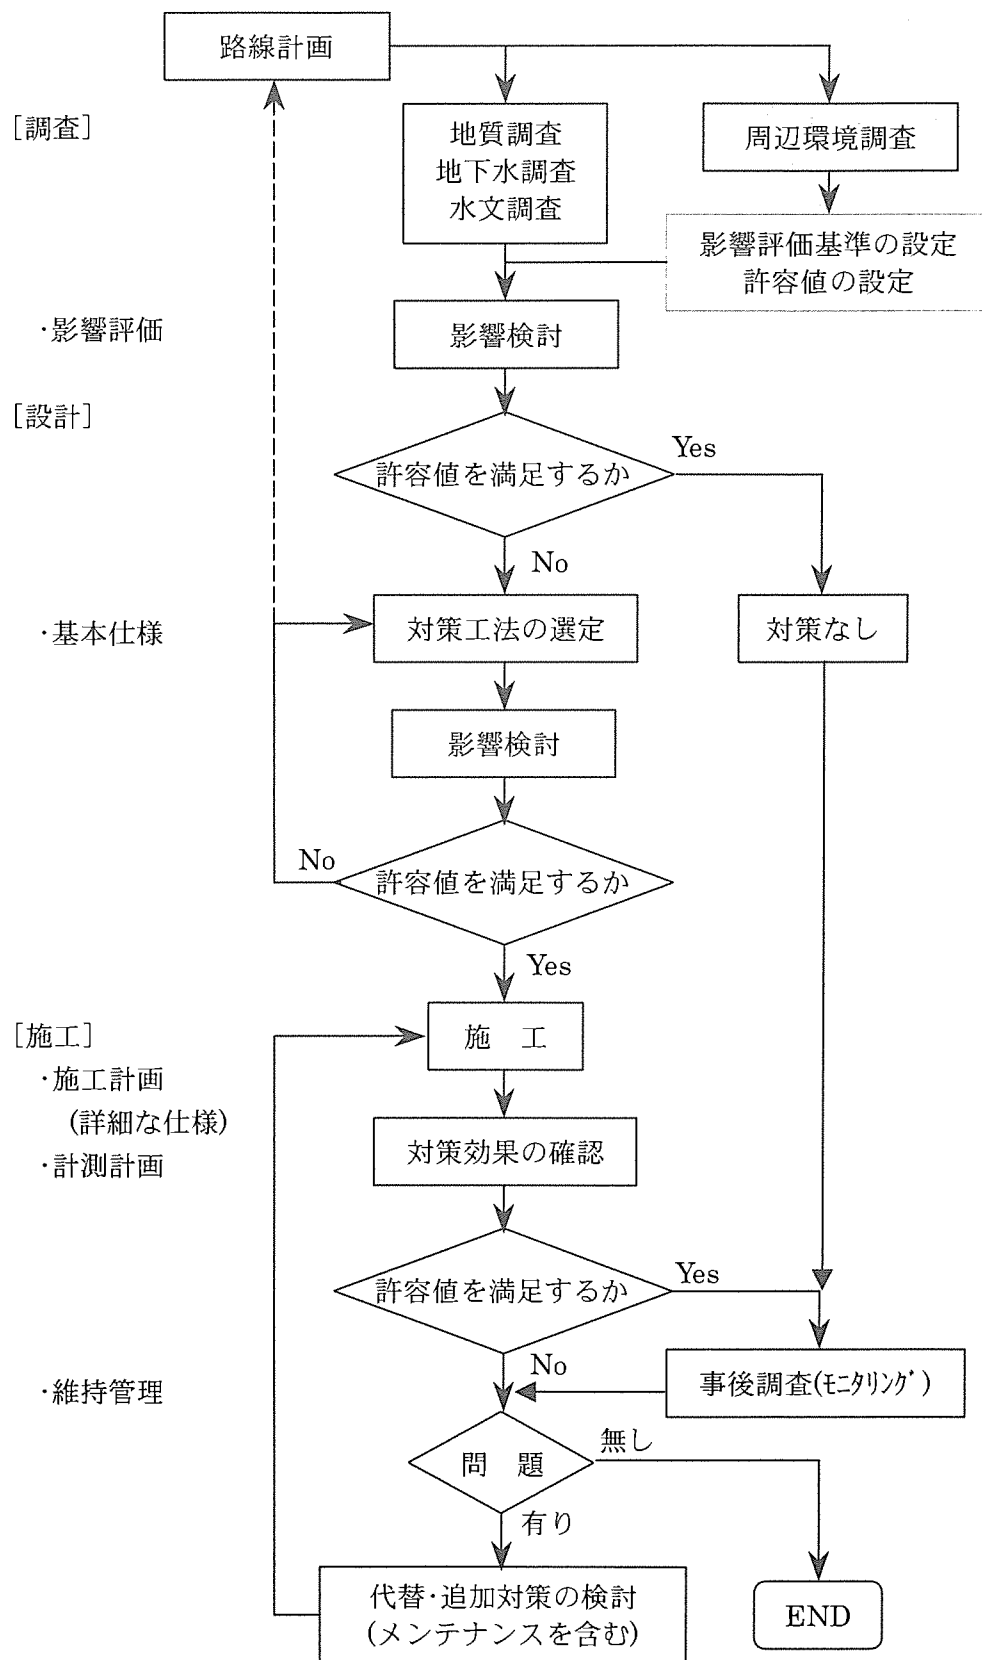 路線計画
[調査]
地質調査
地下水調査
水文調査
周辺環境調査
影響評価基準の設定
許容値の設定
・影響評価
影響検討
[設計]
許容値を満足するか
Yes
No
・基本仕様
対策工法の選定
対策なし
影響検討
No
許容値を満足するか
Yes
[施工]
施 工
・施工計画
(詳細な仕様)
・計測計画
対策効果の確認
許容値を満足するか
Yes
No
・維持管理
事後調査(ﾓﾆﾀﾘﾝｸﾞ)
問 題
無し
有り
代替・追加対策の検討
(メンテナンスを含む)
END